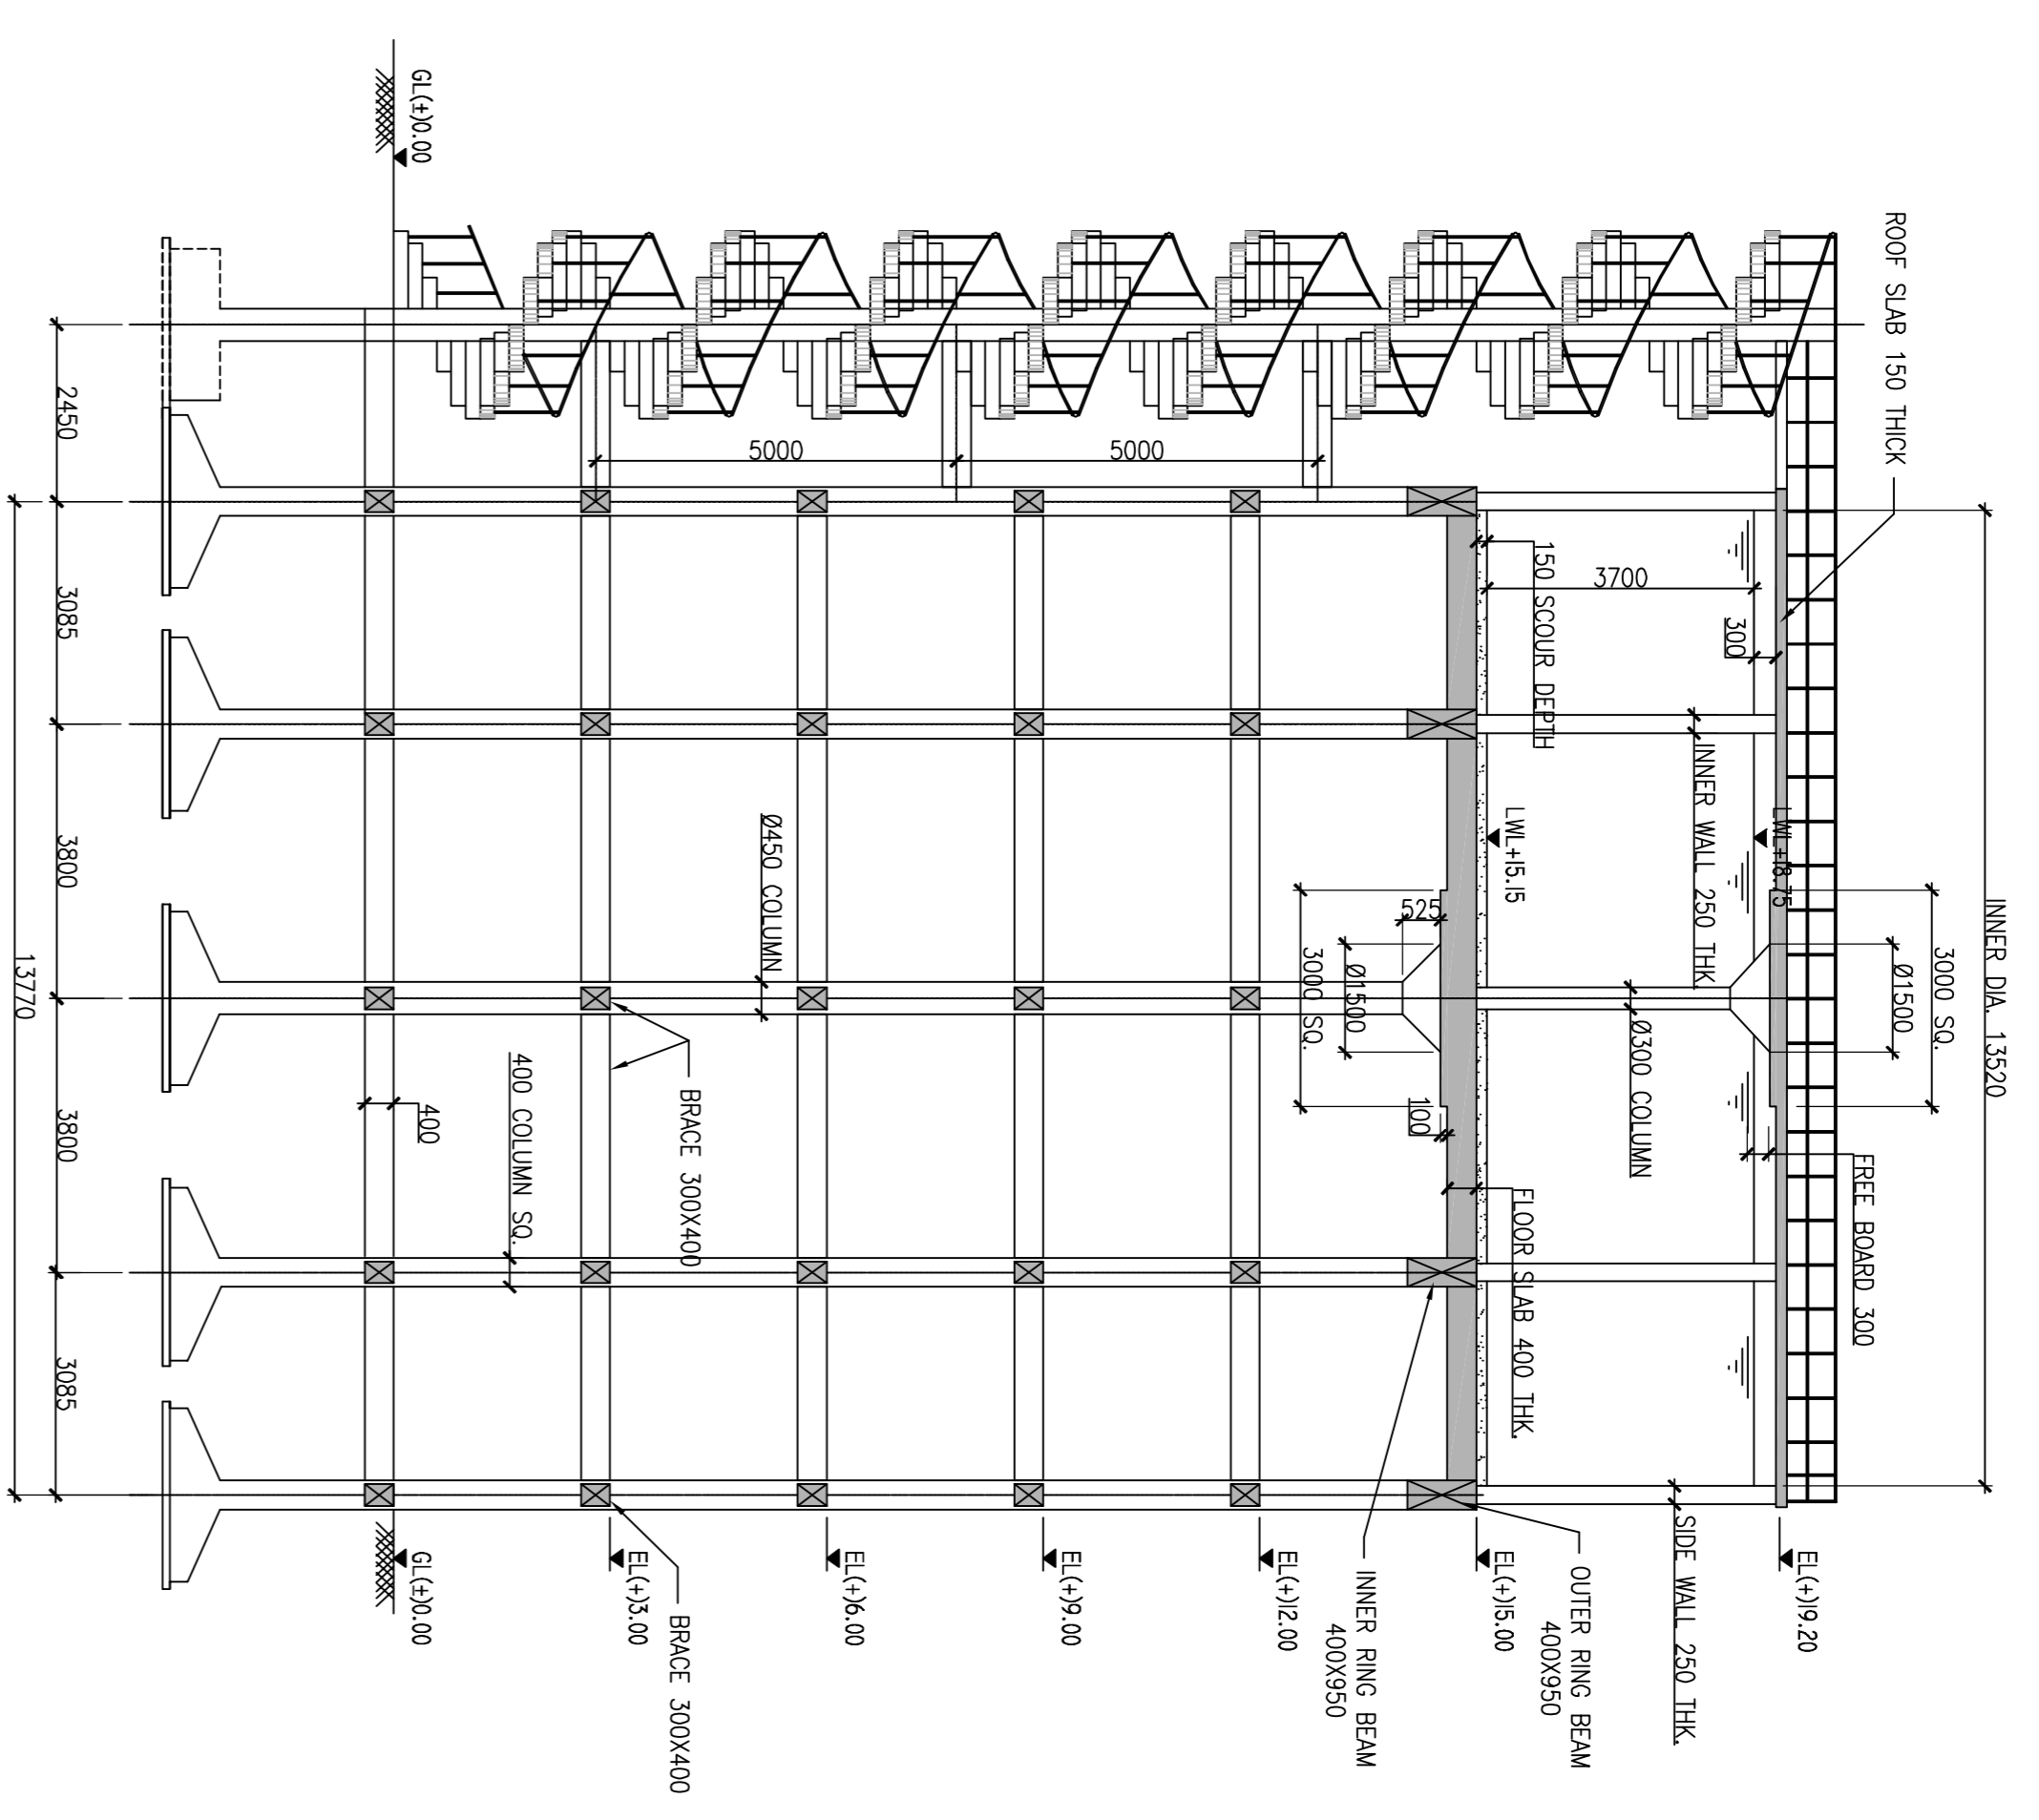 INNER DIA. 13520
3000 SQ.
Ø1500
ROOF SLAB 150 THICK
FREE BOARD 300
EL(+)19.20
LWL+18.75
300
INNER WALL 250 THK.
SIDE WALL 250 THK.
3700
Ø300 COLUMN
150 SCOUR DEPTH
LWL+15.15
FLOOR SLAB 400 THK.
EL(+)15.00
OUTER RING BEAM
400X950
525
100
Ø1500
3000 SQ.
INNER RING BEAM
400X950
EL(+)12.00
5000
5000
EL(+)9.00
Ø450 COLUMN
EL(+)6.00
BRACE 300X400
BRACE 300X400
EL(+)3.00
400 COLUMN SQ.
400
GL(±)0.00
GL(±)0.00
2450
3085
3800
3800
3085
13770